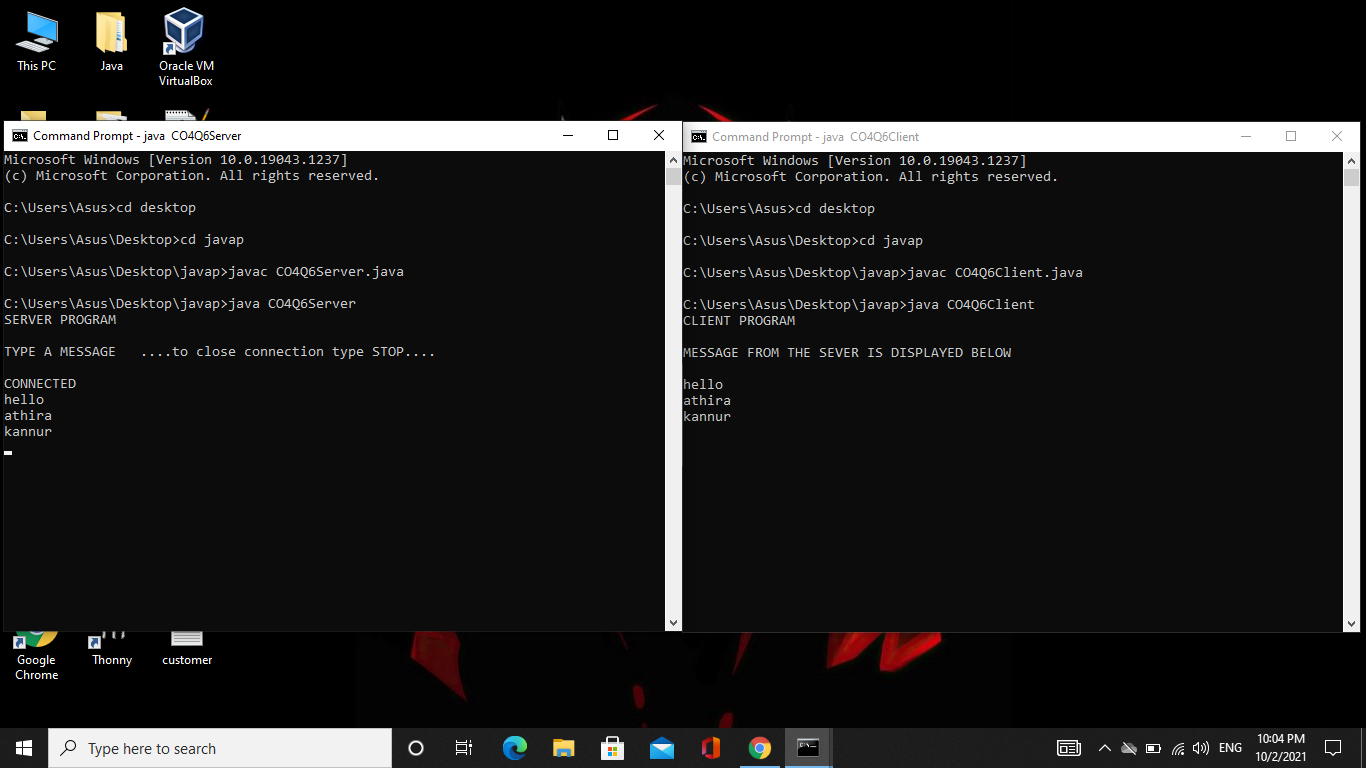 This PC
Java
Oracle VM
VirtualBox
Command Prompt - java  CO4Q6Server
Microsoft Windows [Version 10.0.19043.1237]
(c) Microsoft Corporation. All rights reserved.
C:\Users\Asus>cd desktop
C:\Users\Asus\Desktop>cd javap
C:\Users\Asus\Desktop\javap>javac CO4Q6Server.java
C:\Users\Asus\Desktop\javap>java CO4Q6Server
SERVER PROGRAM
TYPE A MESSAGE   ....to close connection type STOP....
CONNECTED
hello
athira
kannur
Command Prompt - java  CO4Q6Client
Microsoft Windows [Version 10.0.19043.1237]
(c) Microsoft Corporation. All rights reserved.
C:\Users\Asus>cd desktop
C:\Users\Asus\Desktop>cd javap
C:\Users\Asus\Desktop\javap>javac CO4Q6Client.java
C:\Users\Asus\Desktop\javap>java CO4Q6Client
CLIENT PROGRAM
MESSAGE FROM THE SEVER IS DISPLAYED BELOW
hello
athira
kannur
Google
Chrome
Thonny
customer
Type here to search
ENG
10:04 PM
10/2/2021